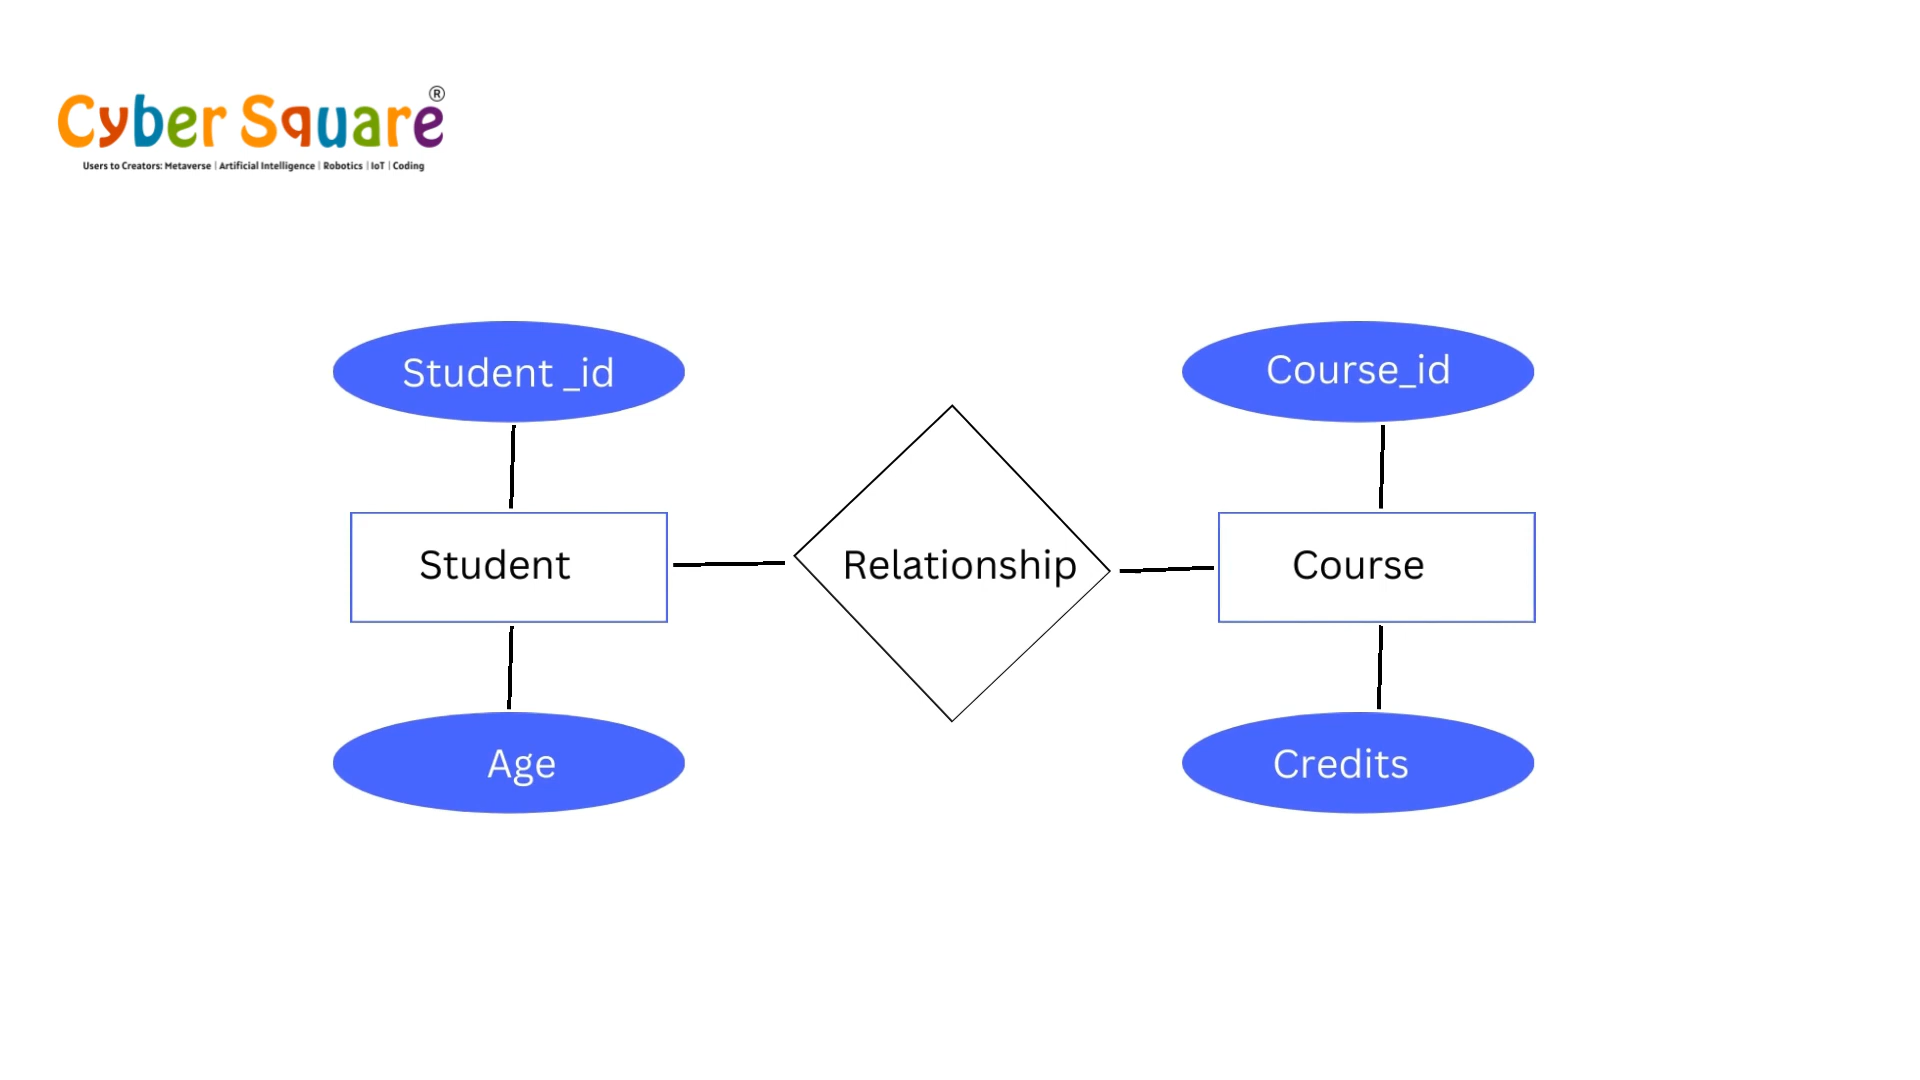 Cyber Square®
Users to Creators: Metaverse | Artificial Intelligence | Robotics | IoT | Coding
Student _id
Course_id
Student
Relationship
Course
Age
Credits